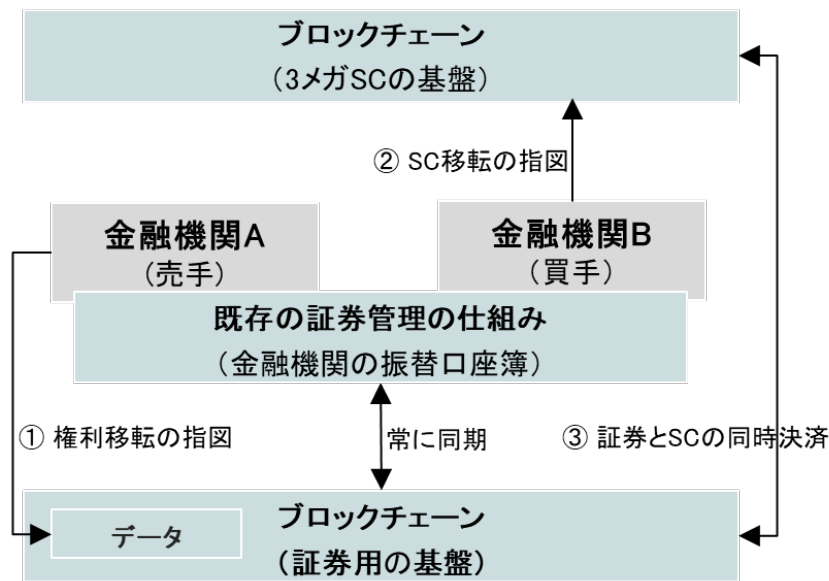 ブロックチェーン
（3メガSCの基盤）
② SC移転の指図
金融機関A
（売手）
金融機関B
（買手）
既存の証券管理の仕組み
（金融機関の振替口座簿）
① 権利移転の指図
常に同期
③ 証券とSCの同時決済
データ
ブロックチェーン
（証券用の基盤）